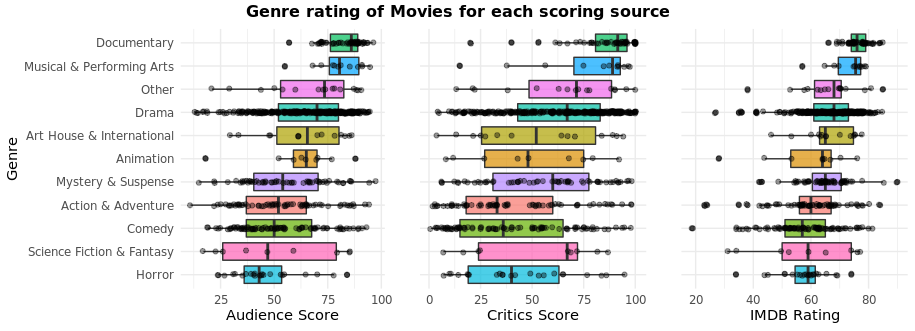 Genre rating of Movies for each scoring source
Genre
Documentary
Musical & Performing Arts
Other
Drama
Art House & International
Animation
Mystery & Suspense
Action & Adventure
Comedy
Science Fiction & Fantasy
Horror
25 50 75 100
0 25 50 75 100
20 40 60 80
Audience Score
Critics Score
IMDB Rating